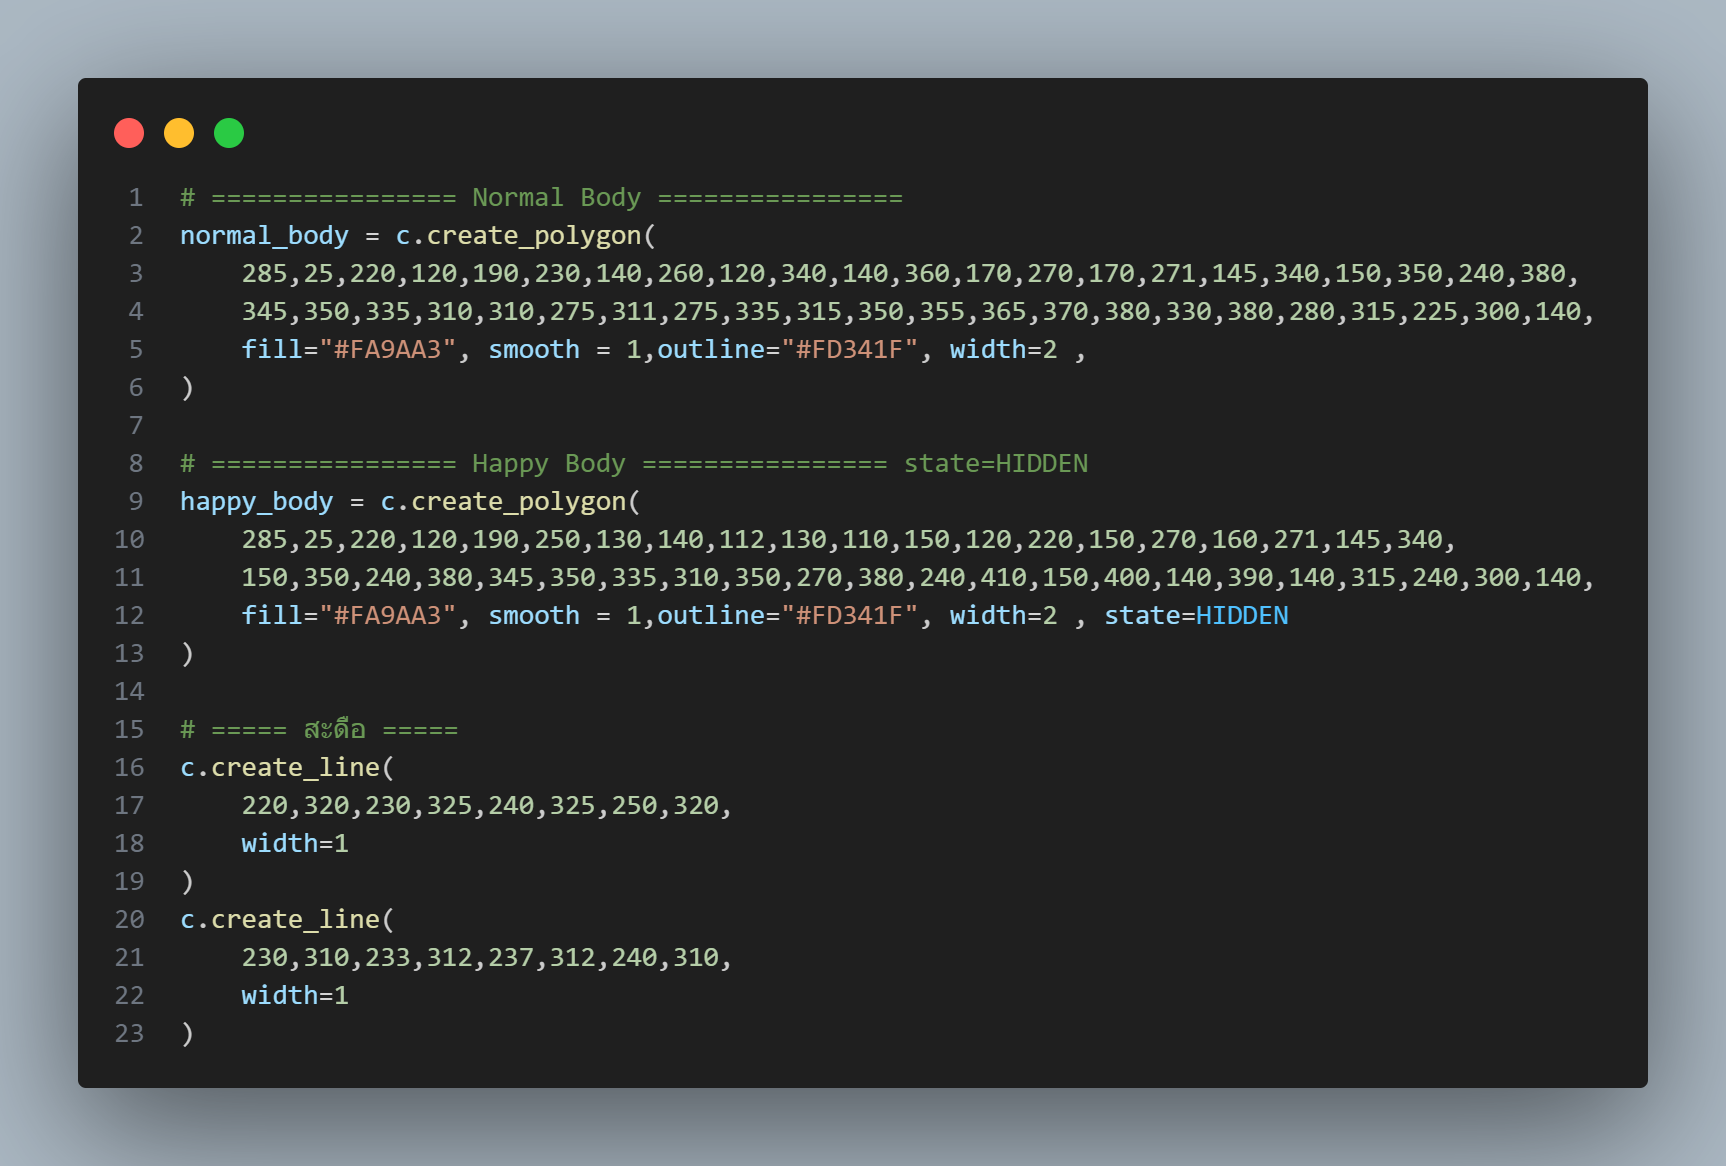 1 # ================ Normal Body ================
2 normal_body = c.create_polygon(
3     285,25,220,120,190,230,140,260,120,340,140,360,170,270,170,271,145,340,150,350,240,380,
4     345,350,335,310,310,275,311,275,335,315,350,355,365,370,380,330,380,280,315,225,300,140,
5     fill="#FA9AA3", smooth = 1,outline="#FD341F", width=2 ,
6 )
7
8 # ================ Happy Body ================ state=HIDDEN
9 happy_body = c.create_polygon(
10     285,25,220,120,190,250,130,140,112,130,110,150,120,220,150,270,160,271,145,340,
11     150,350,240,380,345,350,335,310,350,270,380,240,410,150,400,140,390,140,315,240,300,140,
12     fill="#FA9AA3", smooth = 1,outline="#FD341F", width=2 , state=HIDDEN
13 )
14
15 # ===== สะดือ =====
16 c.create_line(
17     220,320,230,325,240,325,250,320,
18     width=1
19 )
20 c.create_line(
21     230,310,233,312,237,312,240,310,
22     width=1
23 )